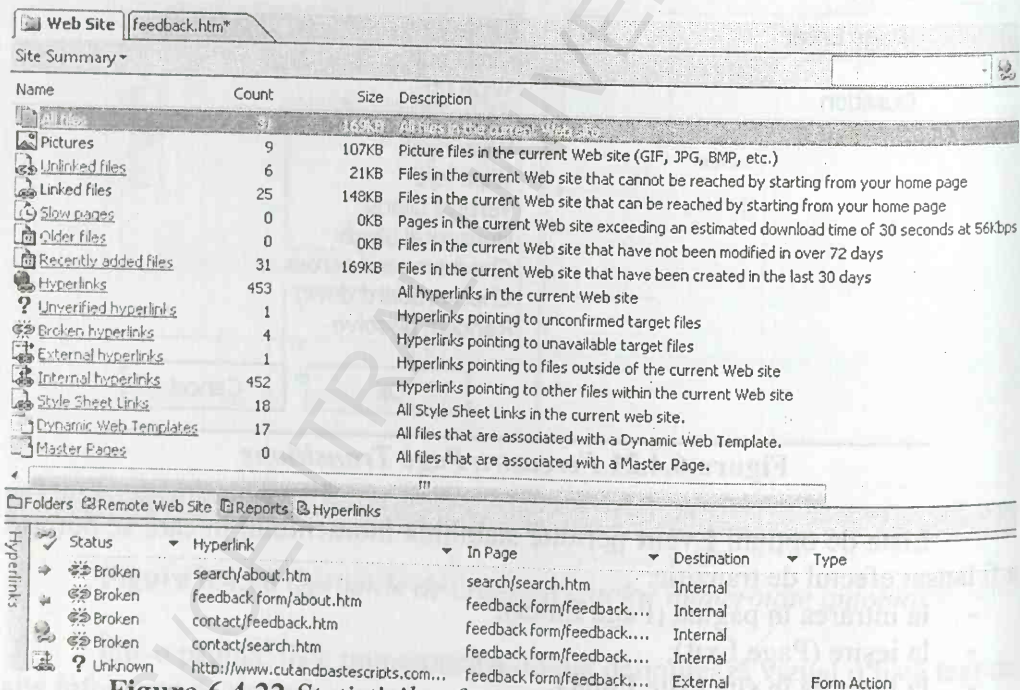 Web Site feedback.htm*
Site Summary
Name Count Size Description
All files 31 169KB All files in the current Web site
Pictures 9 107KB Picture files in the current Web site (GIF, JPG, BMP, etc.)
Unlinked files 6 21KB Files in the current Web site that cannot be reached by starting from your home page
Linked files 25 148KB Files in the current Web site that can be reached by starting from your home page
Slow pages 0 0KB Pages in the current Web site exceeding an estimated download time of 30 seconds at 56Kbps
Older files 0 0KB Files in the current Web site that have not been modified in over 72 days
Recently added files 31 169KB Files in the current Web site that have been created in the last 30 days
Hyperlinks 453 All hyperlinks in the current Web site
? Unverified hyperlinks 1 Hyperlinks pointing to unconfirmed target files
Broken hyperlinks 4 Hyperlinks pointing to unavailable target files
External hyperlinks 1 Hyperlinks pointing to files outside of the current Web site
Internal hyperlinks 452 Hyperlinks pointing to other files within the current Web site
Style Sheet Links 18 All Style Sheet Links in the current web site.
Dynamic Web Templates 17 All files that are associated with a Dynamic Web Template.
Master Pages 0 All files that are associated with a Master Page.
Folders Remote Web Site Reports Hyperlinks
Hyperlinks
Status Hyperlink In Page Destination Type
Broken search/about.htm search/search.htm Internal
Broken feedback form/about.htm feedback form/feedback.... Internal
Broken contact/feedback.htm feedback form/feedback.... Internal
Broken contact/search.htm feedback form/feedback.... Internal
? Unknown http://www.cutandpastescripts.com... feedback form/feedback.... External Form Action